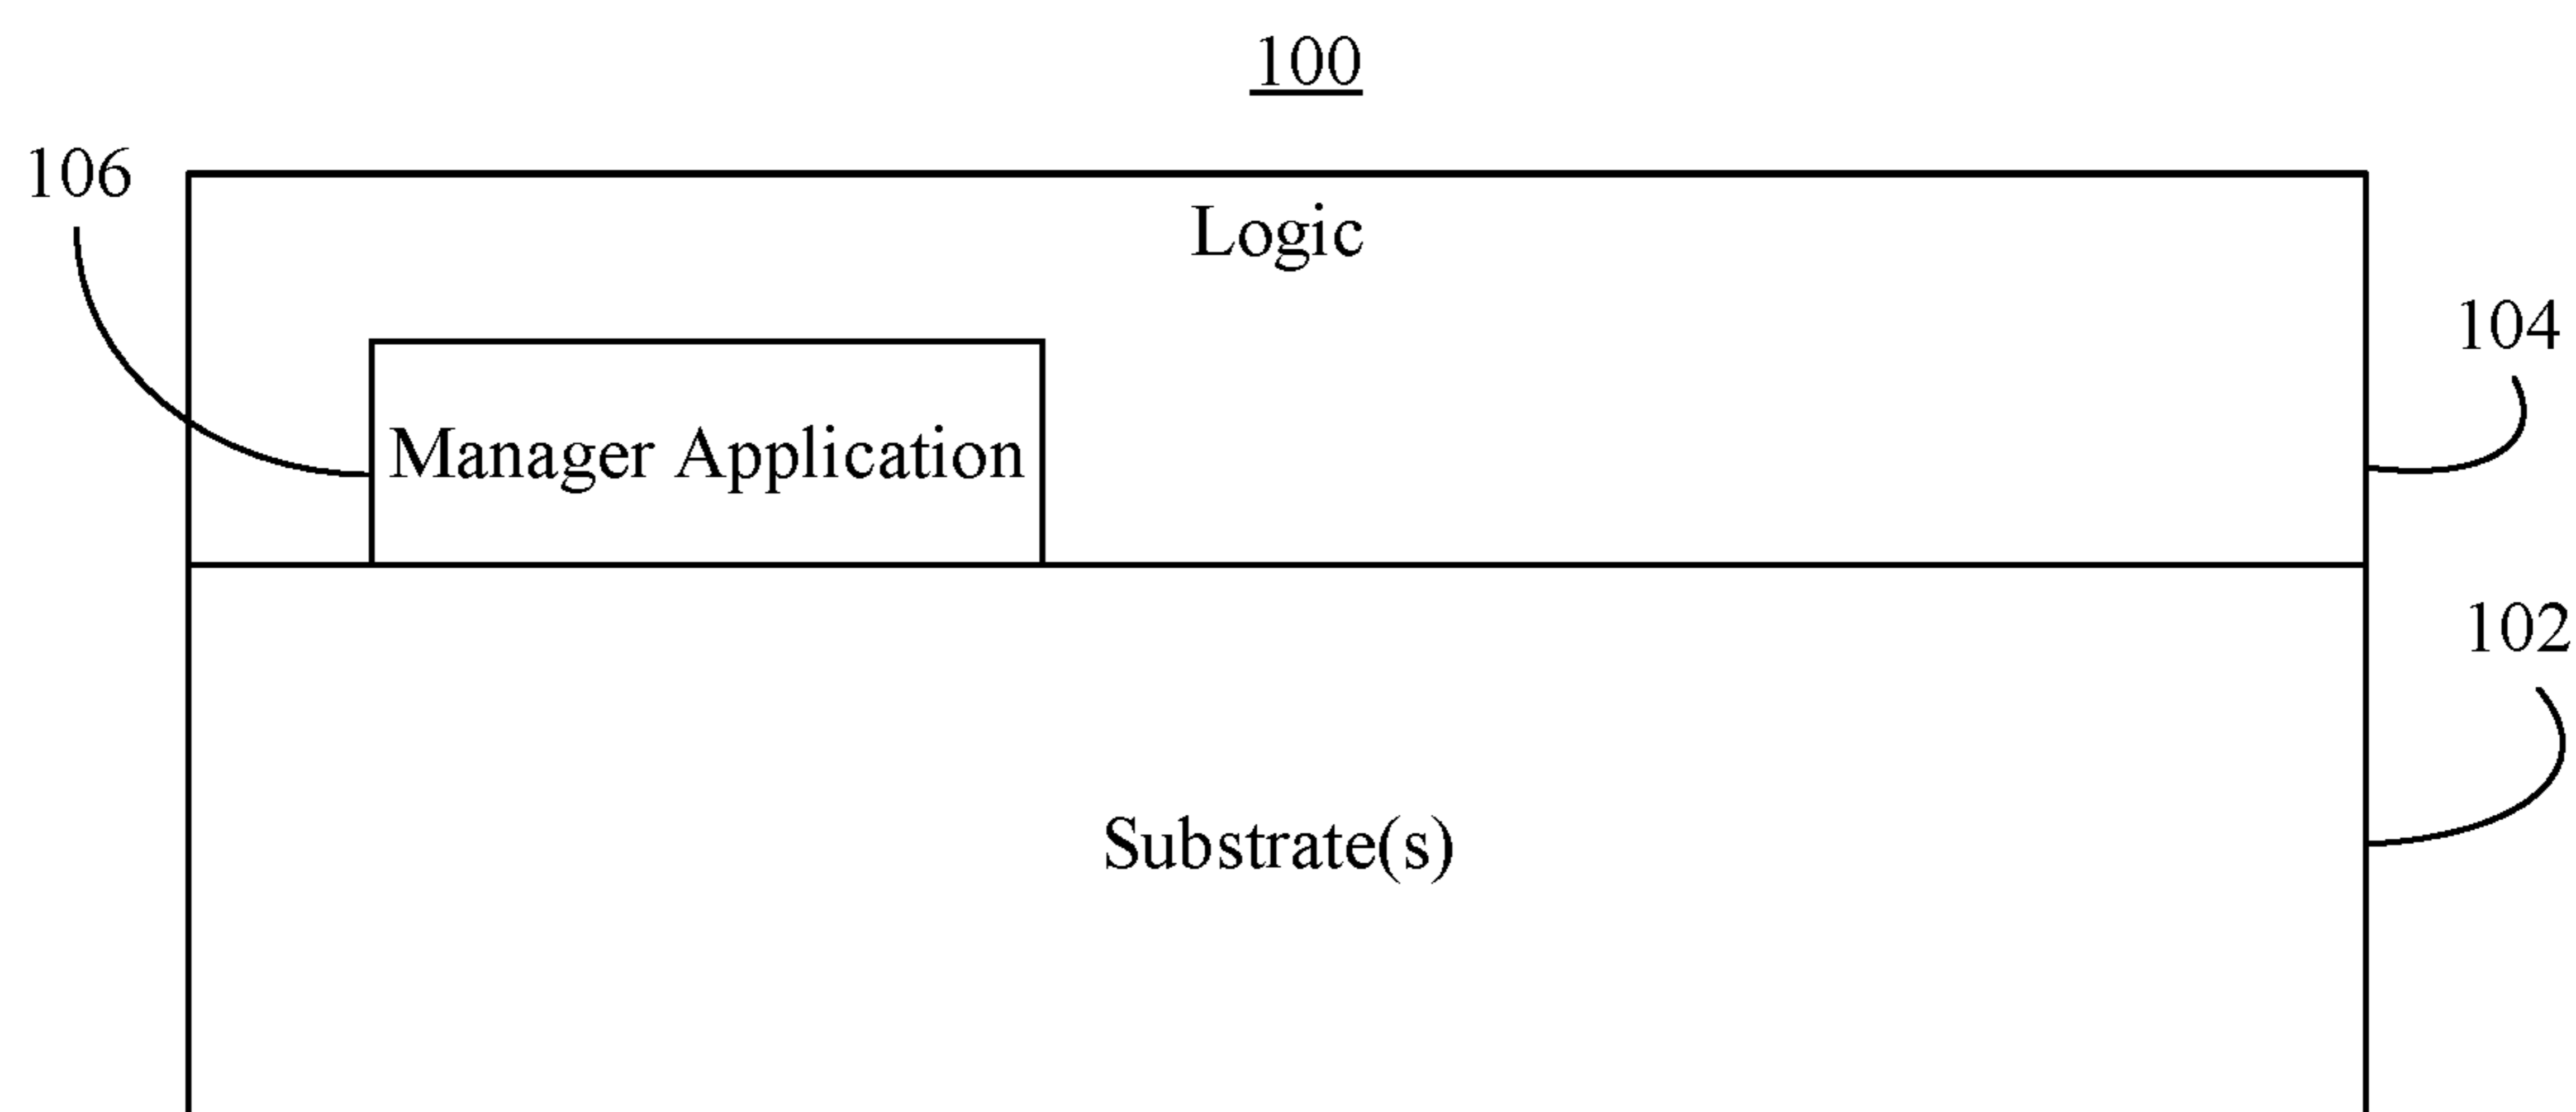 100
106
Logic
104
Manager Application
102
Substrate(s)